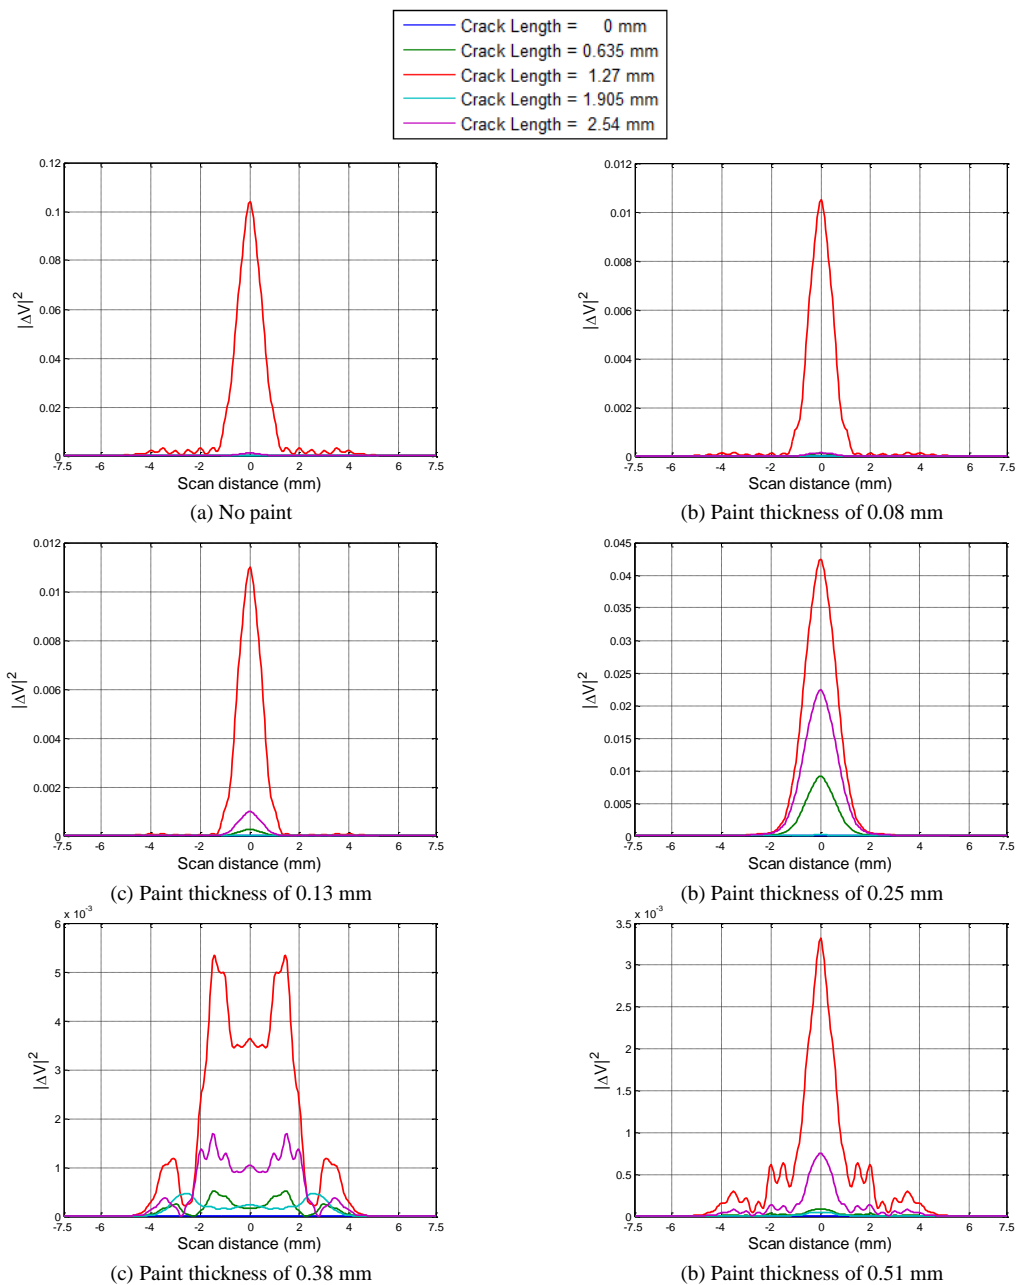 Crack Length = 0 mm
Crack Length = 0.635 mm
Crack Length = 1.27 mm
Crack Length = 1.905 mm
Crack Length = 2.54 mm
0.12
0.1
0.08
0.06
0.04
0.02
0
|ΔV|²
-7.5 -6 -4 -2 0 2 4 6 7.5
Scan distance (mm)
(a) No paint
0.012
0.01
0.008
0.006
0.004
0.002
0
|ΔV|²
-7.5 -6 -4 -2 0 2 4 6 7.5
Scan distance (mm)
(b) Paint thickness of 0.08 mm
0.012
0.01
0.008
0.006
0.004
0.002
0
|ΔV|²
-7.5 -6 -4 -2 0 2 4 6 7.5
Scan distance (mm)
(c) Paint thickness of 0.13 mm
0.045
0.04
0.035
0.03
0.025
0.02
0.015
0.01
0.005
0
|ΔV|²
-7.5 -6 -4 -2 0 2 4 6 7.5
Scan distance (mm)
(b) Paint thickness of 0.25 mm
x 10⁻³
6
5
4
3
2
1
0
|ΔV|²
-7.5 -6 -4 -2 0 2 4 6 7.5
Scan distance (mm)
(c) Paint thickness of 0.38 mm
x 10⁻³
3.5
3
2.5
2
1.5
1
0.5
0
|ΔV|²
-7.5 -6 -4 -2 0 2 4 6 7.5
Scan distance (mm)
(b) Paint thickness of 0.51 mm